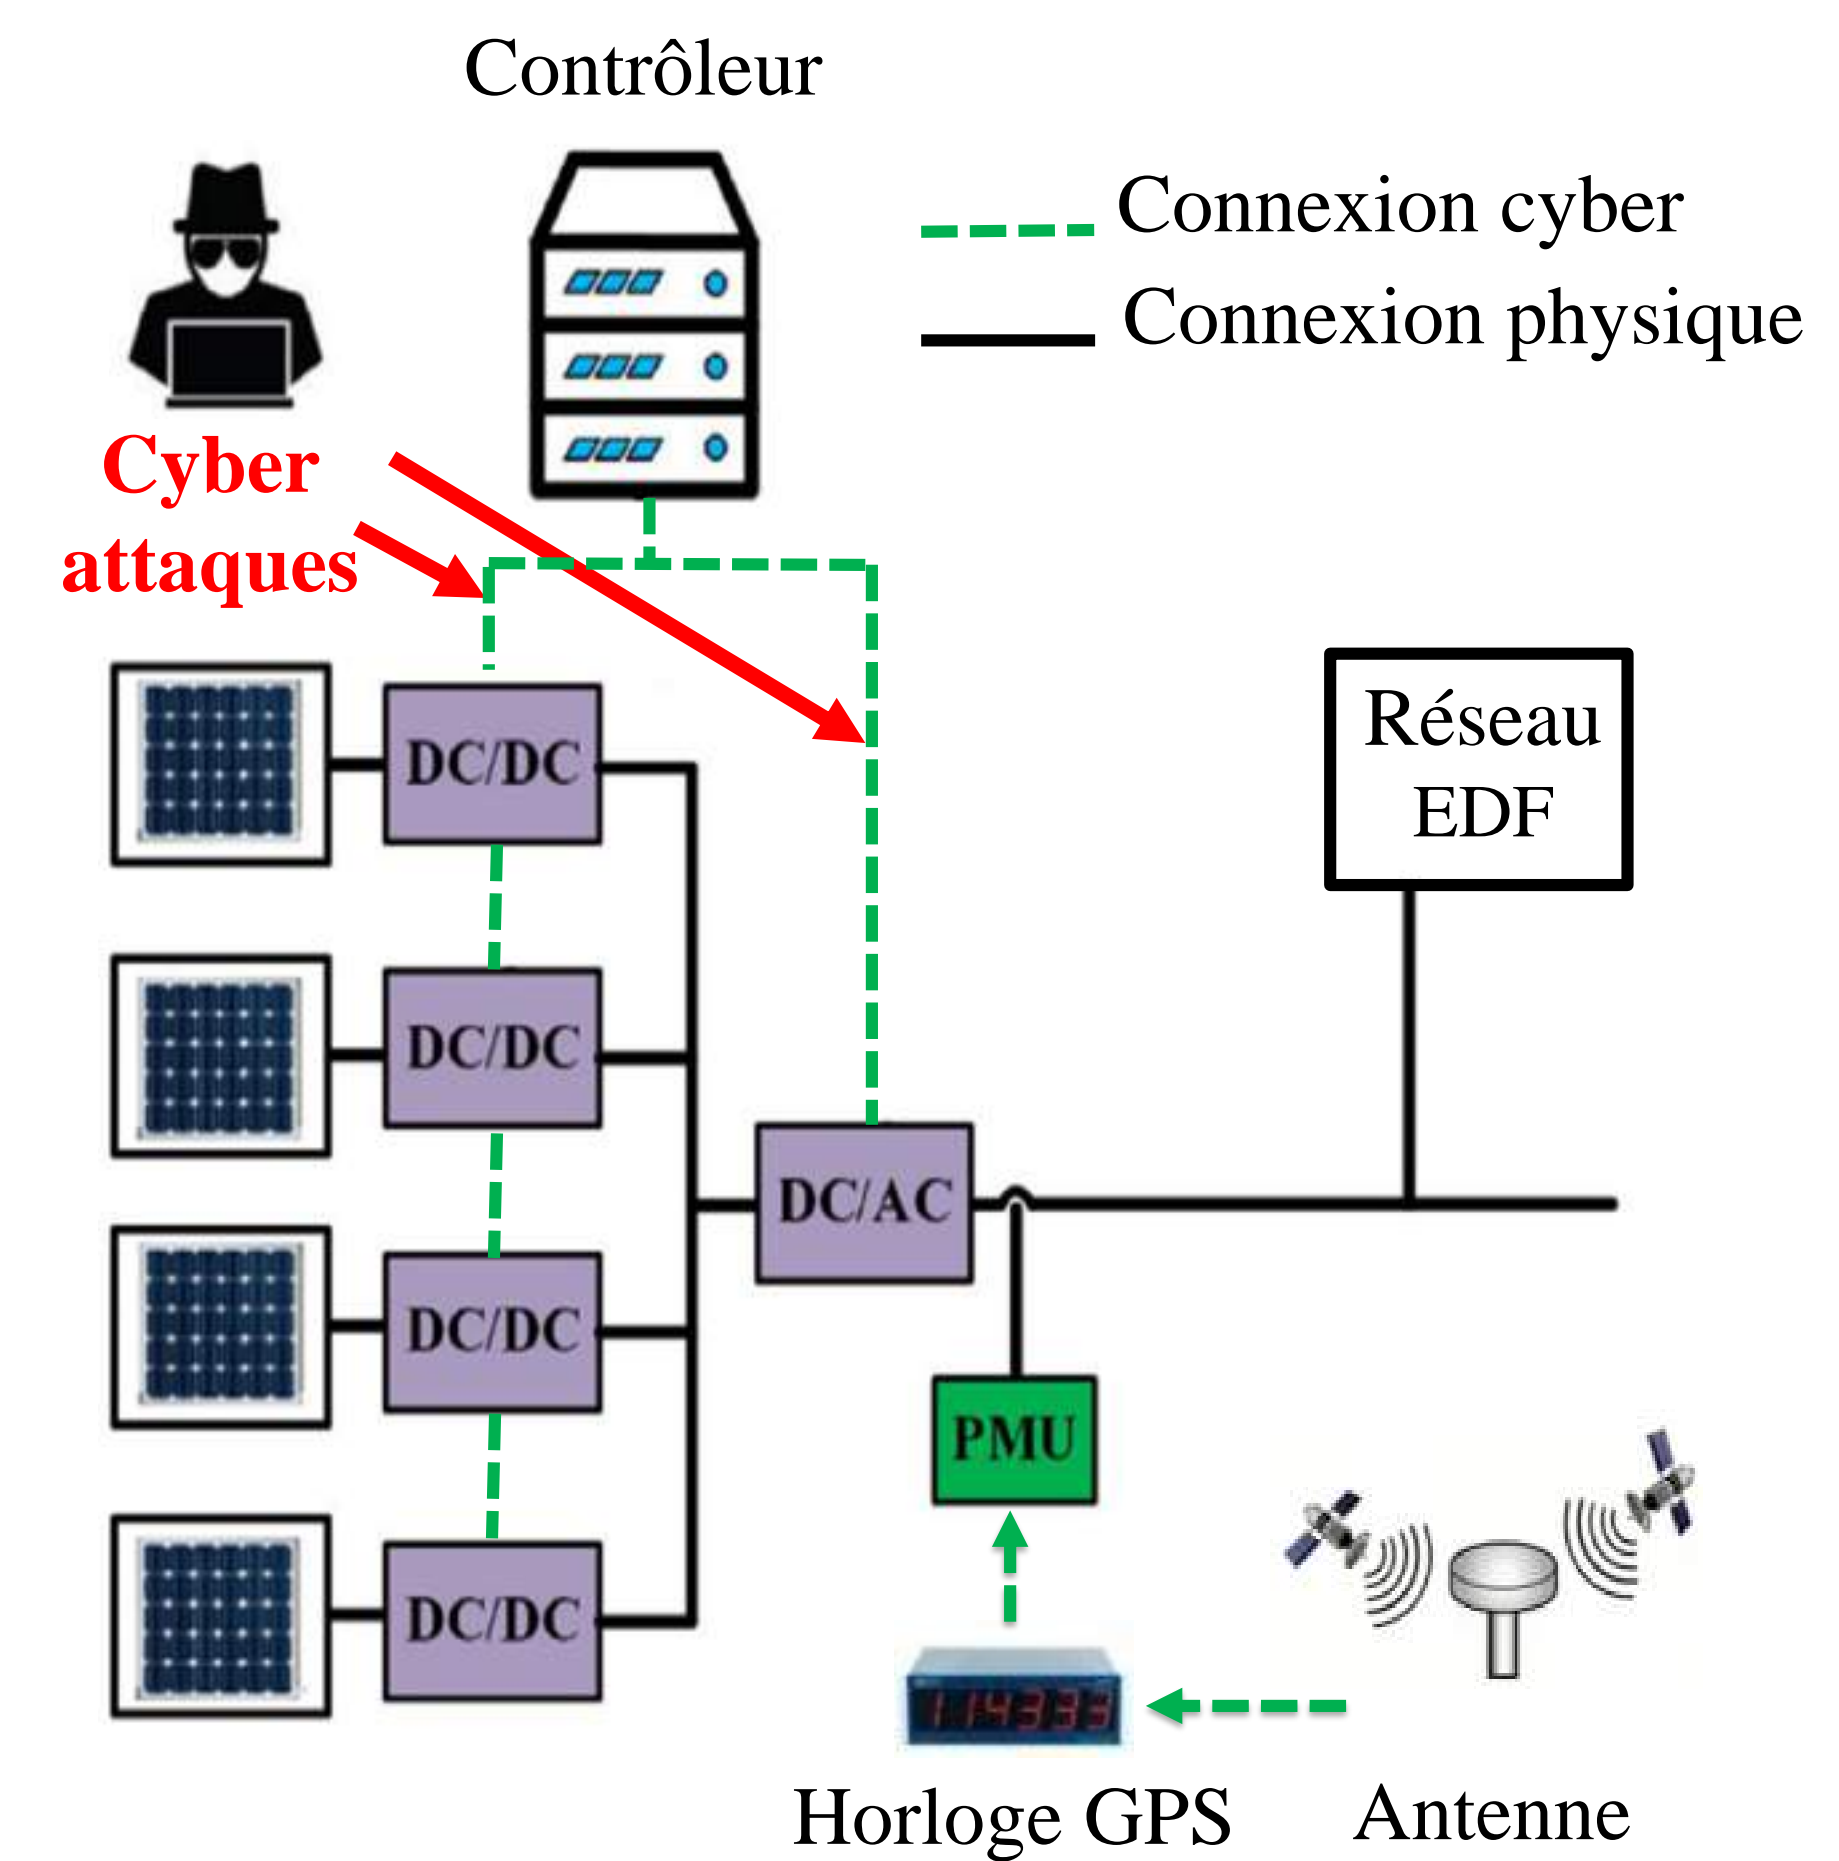 Contrôleur
Connexion cyber
Connexion physique
Cyber
attaques
Réseau
EDF
DC/DC
DC/DC
DC/AC
DC/DC
PMU
DC/DC
114333
Horloge GPS
Antenne